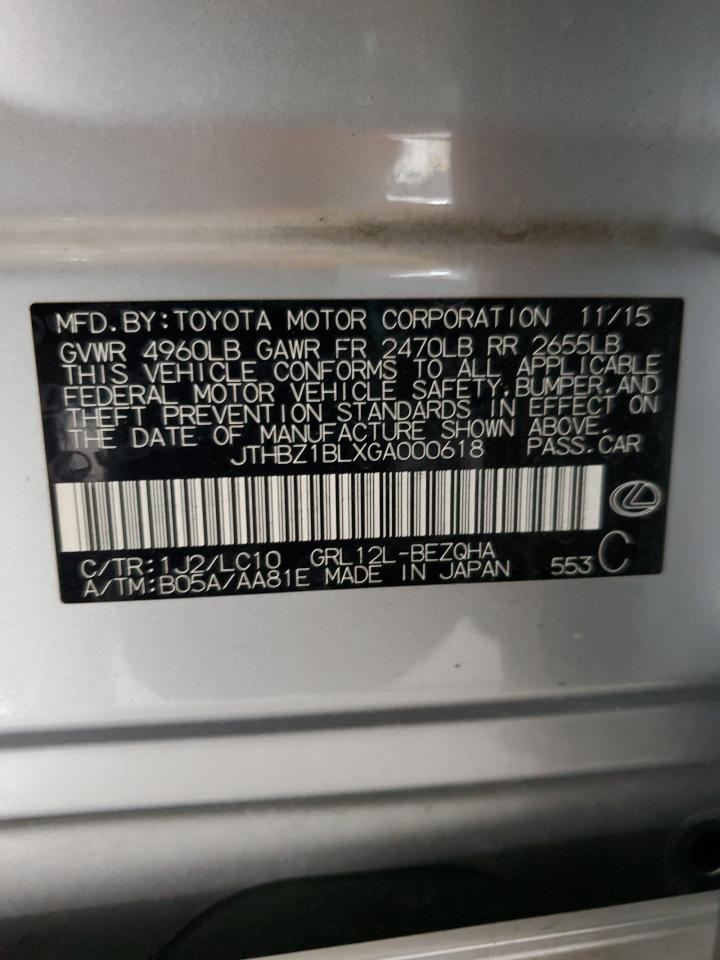 MFD. BY: TOYOTA MOTOR CORPORATION 11/15
GVWR 4960LB GAWR FR 2470LB RR 2655LB
THIS VEHICLE CONFORMS TO ALL APPLICABLE
FEDERAL MOTOR VEHICLE SAFETY, BUMPER, AND
THEFT PREVENTION STANDARDS IN EFFECT ON
THE DATE OF MANUFACTURE SHOWN ABOVE.
JTHBZ1BLXGA000618 PASS. CAR
C/TR: 1J2/LC10 GRL12L-BEZQHA
A/TM: B05A/AA81E MADE IN JAPAN 553 C